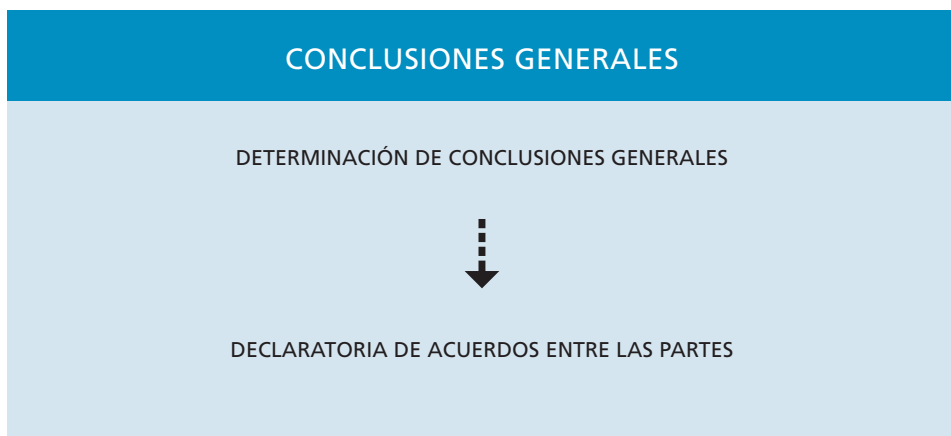 CONCLUSIONES GENERALES
DETERMINACIÓN DE CONCLUSIONES GENERALES
DECLARATORIA DE ACUERDOS ENTRE LAS PARTES